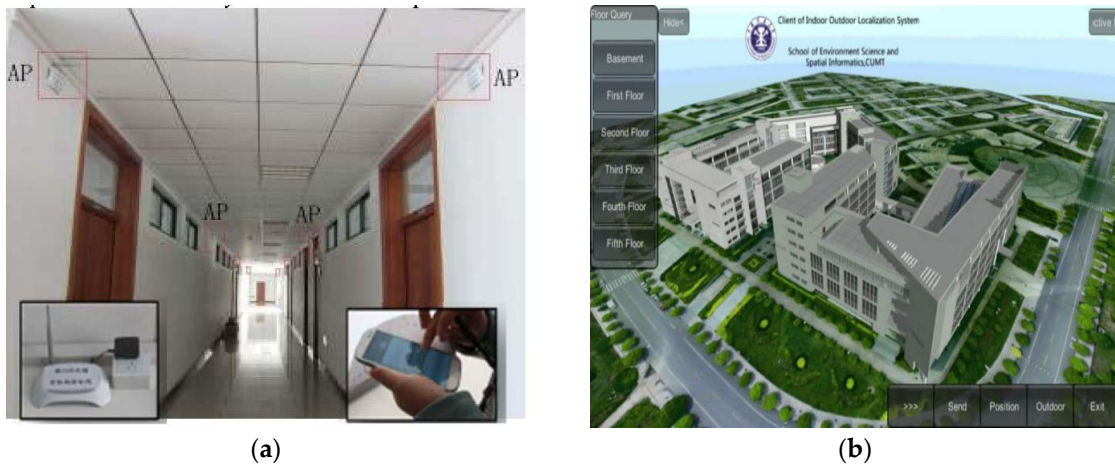 AP
AP
AP
AP
Floor Query
Hide<
Client of Indoor Outdoor Localization System
School of Environment Science and
Spatial Informatics,CUMT
Basement
First Floor
Second Floor
Third Floor
Fourth Floor
Fifth Floor
>>> Send Position Outdoor Exit
(a)
(b)